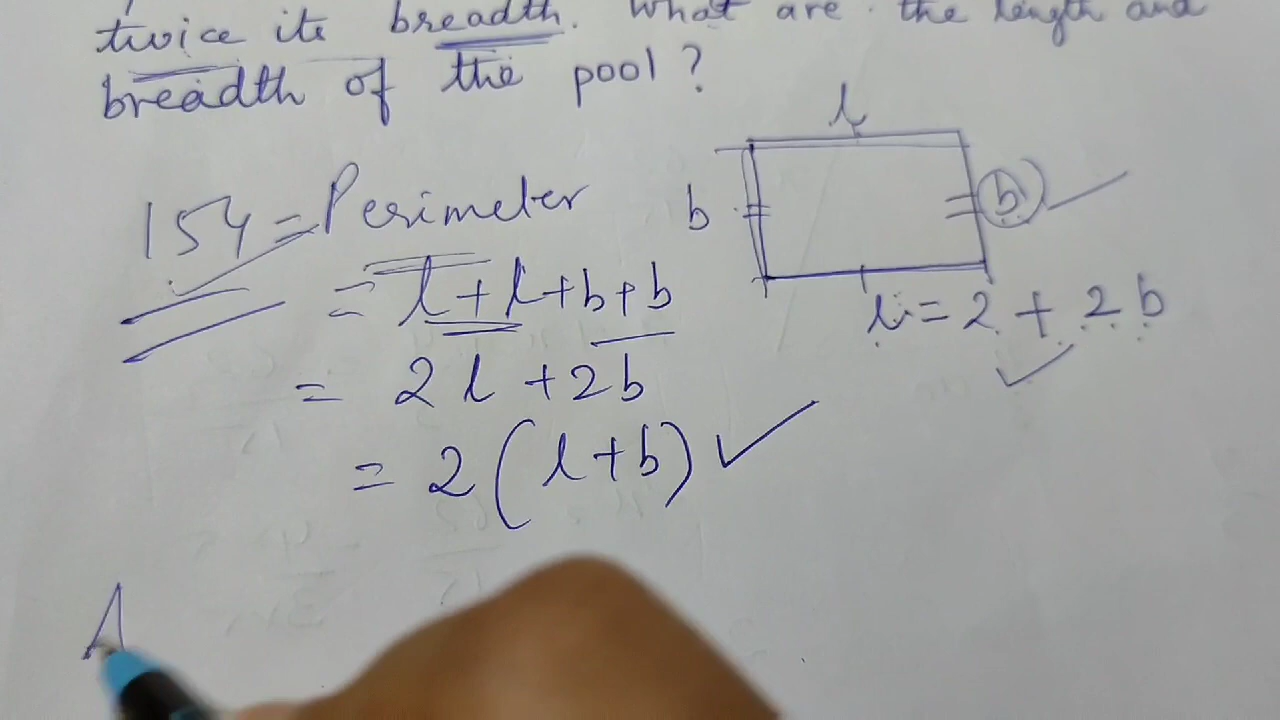 twice its breadth. What are the length and
breadth of the pool?
l
b
b
154 = Perimeter
= l+l+b+b
l = 2 + 2b
= 2l + 2b
= 2(l+b) ✓
A